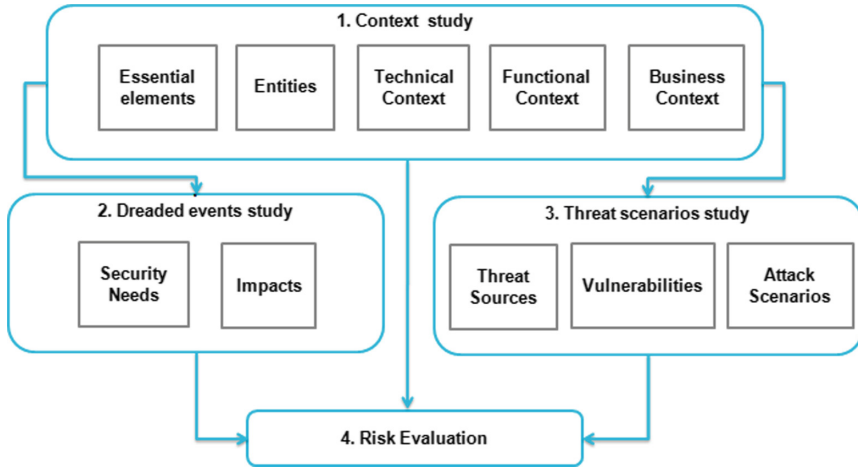 1. Context study
Essential
elements
Entities
Technical
Context
Functional
Context
Business
Context
2. Dreaded events study
Security
Needs
Impacts
3. Threat scenarios study
Threat
Sources
Vulnerabilities
Attack
Scenarios
4. Risk Evaluation